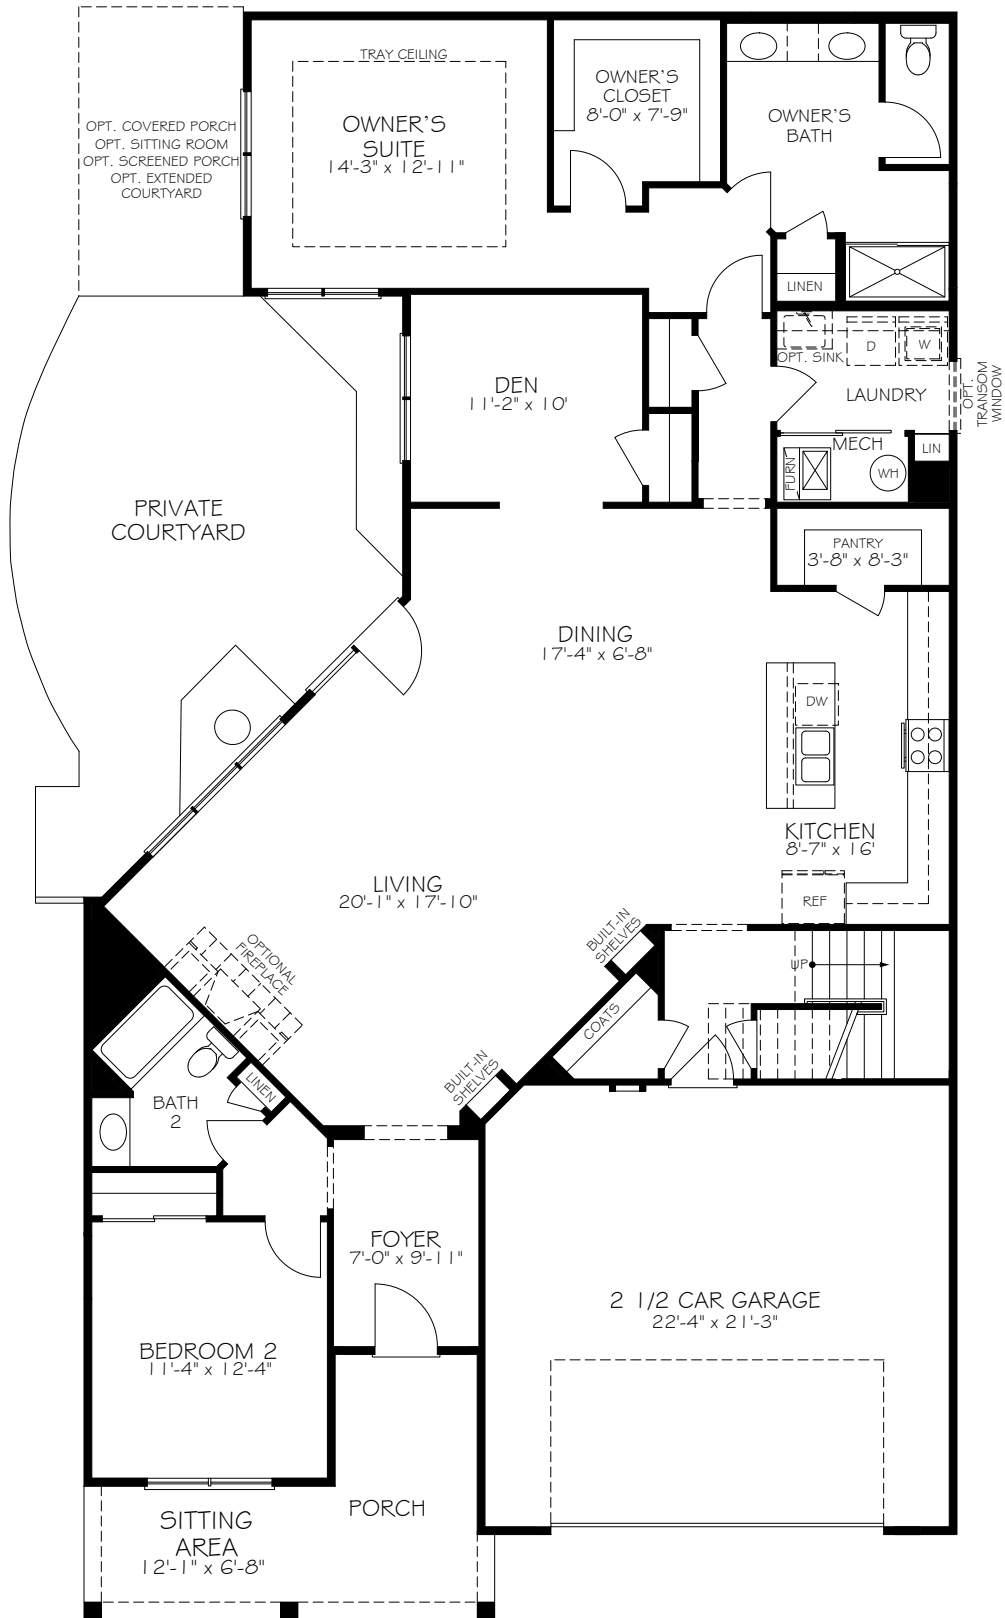 TRAY CEILING
OWNER'S
SUITE
14'-3" x 12'-11"
OWNER'S
CLOSET
8'-0" x 7'-9"
OWNER'S
BATH
OPT. COVERED PORCH
OPT. SITTING ROOM
OPT. SCREENED PORCH
OPT. EXTENDED
COURTYARD
LINEN
OPT. SINK
D
W
LAUNDRY
OPT.
TRANSOM
WINDOW
DEN
11'-2" x 10'
MECH
LIN
FURN
WH
PRIVATE
COURTYARD
PANTRY
3'-8" x 8'-3"
DINING
17'-4" x 6'-8"
DW
KITCHEN
8'-7" x 16'
REF
LIVING
20'-1" x 17'-10"
OPTIONAL
FIREPLACE
BUILT-IN
SHELVES
UP
COATS
BUILT-IN
SHELVES
LINEN
BATH
2
FOYER
7'-0" x 9'-11"
2 1/2 CAR GARAGE
22'-4" x 21'-3"
BEDROOM 2
11'-4" x 12'-4"
PORCH
SITTING
AREA
12'-1" x 6'-8"